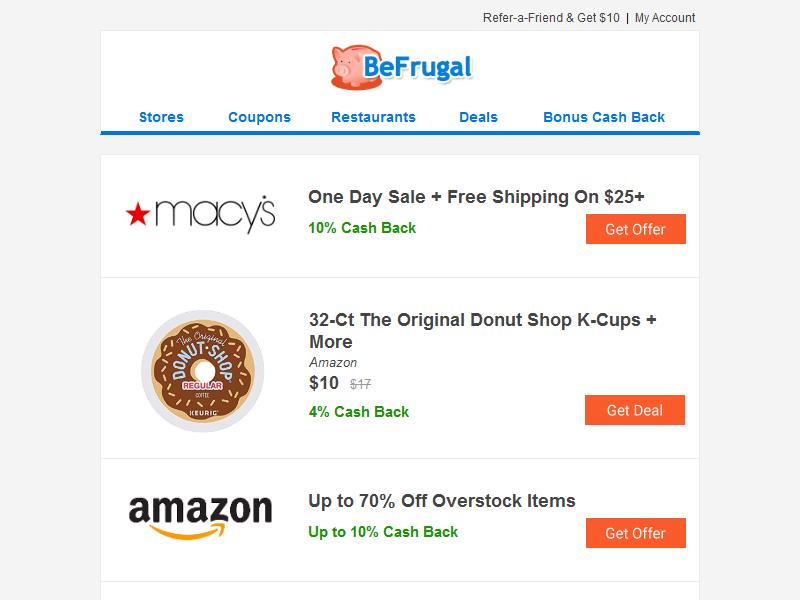 Refer-a-Friend & Get $10 | My Account
BeFrugal
Stores Coupons Restaurants Deals Bonus Cash Back
macy's
One Day Sale + Free Shipping On $25+
10% Cash Back
Get Offer
The Original
DONUT·SHOP
REGULAR
COFFEE
KEURIG
32-Ct The Original Donut Shop K-Cups +
More
Amazon
$10 $17
4% Cash Back
Get Deal
amazon
Up to 70% Off Overstock Items
Up to 10% Cash Back
Get Offer